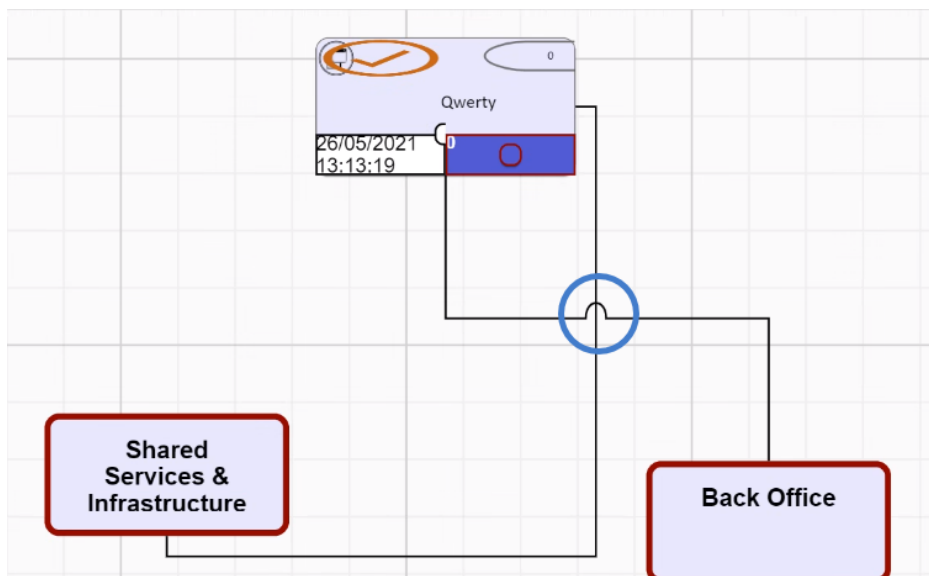 0
Qwerty
26/05/2021
13:13:19
0
Shared
Services &
Infrastructure
Back Office